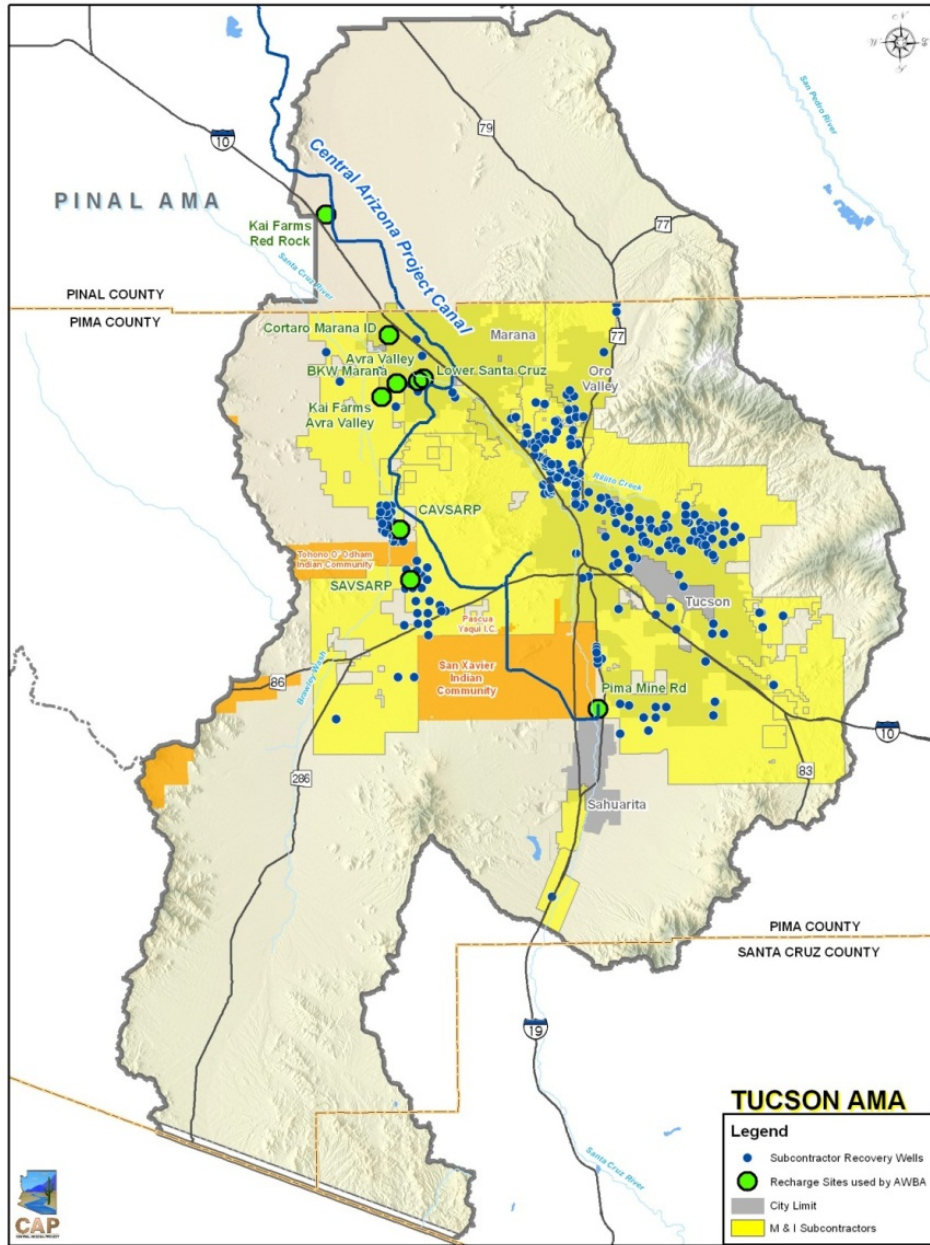 N
W
E
S
San Pedro River
79
10
Central Arizona Project Canal
PINAL AMA
77
Kai Farms
Red Rock
Santa Cruz River
PINAL COUNTY
PIMA COUNTY
Cortaro Marana ID
Marana
77
Avra Valley
BKW Marana
Lower Santa Cruz
Oro
Valley
Kai Farms
Avra Valley
Rillito Creek
CAVSARP
Tohono O' Odham
Indian Community
SAVSARP
Tucson
Pascua
Yaqui I.C.
San Xavier
Indian
Community
86
Brawley Wash
Pima Mine Rd
10
83
286
Sahuarita
PIMA COUNTY
SANTA CRUZ COUNTY
19
Santa Cruz River
TUCSON AMA
Legend
Subcontractor Recovery Wells
Recharge Sites used by AWBA
City Limit
M & I Subcontractors
CAP
CENTRAL ARIZONA PROJECT